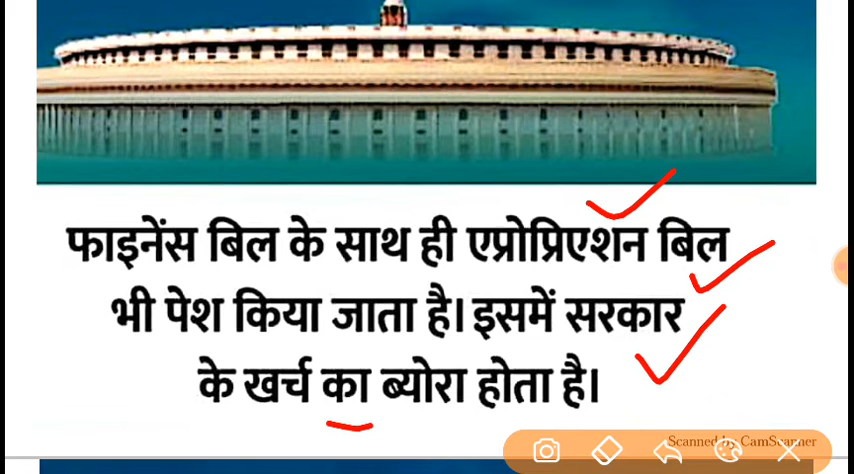 फाइनेंस बिल के साथ ही एप्रोप्रिएशन बिल
भी पेश किया जाता है। इसमें सरकार
के खर्च का ब्योरा होता है।
Scanned by CamScanner